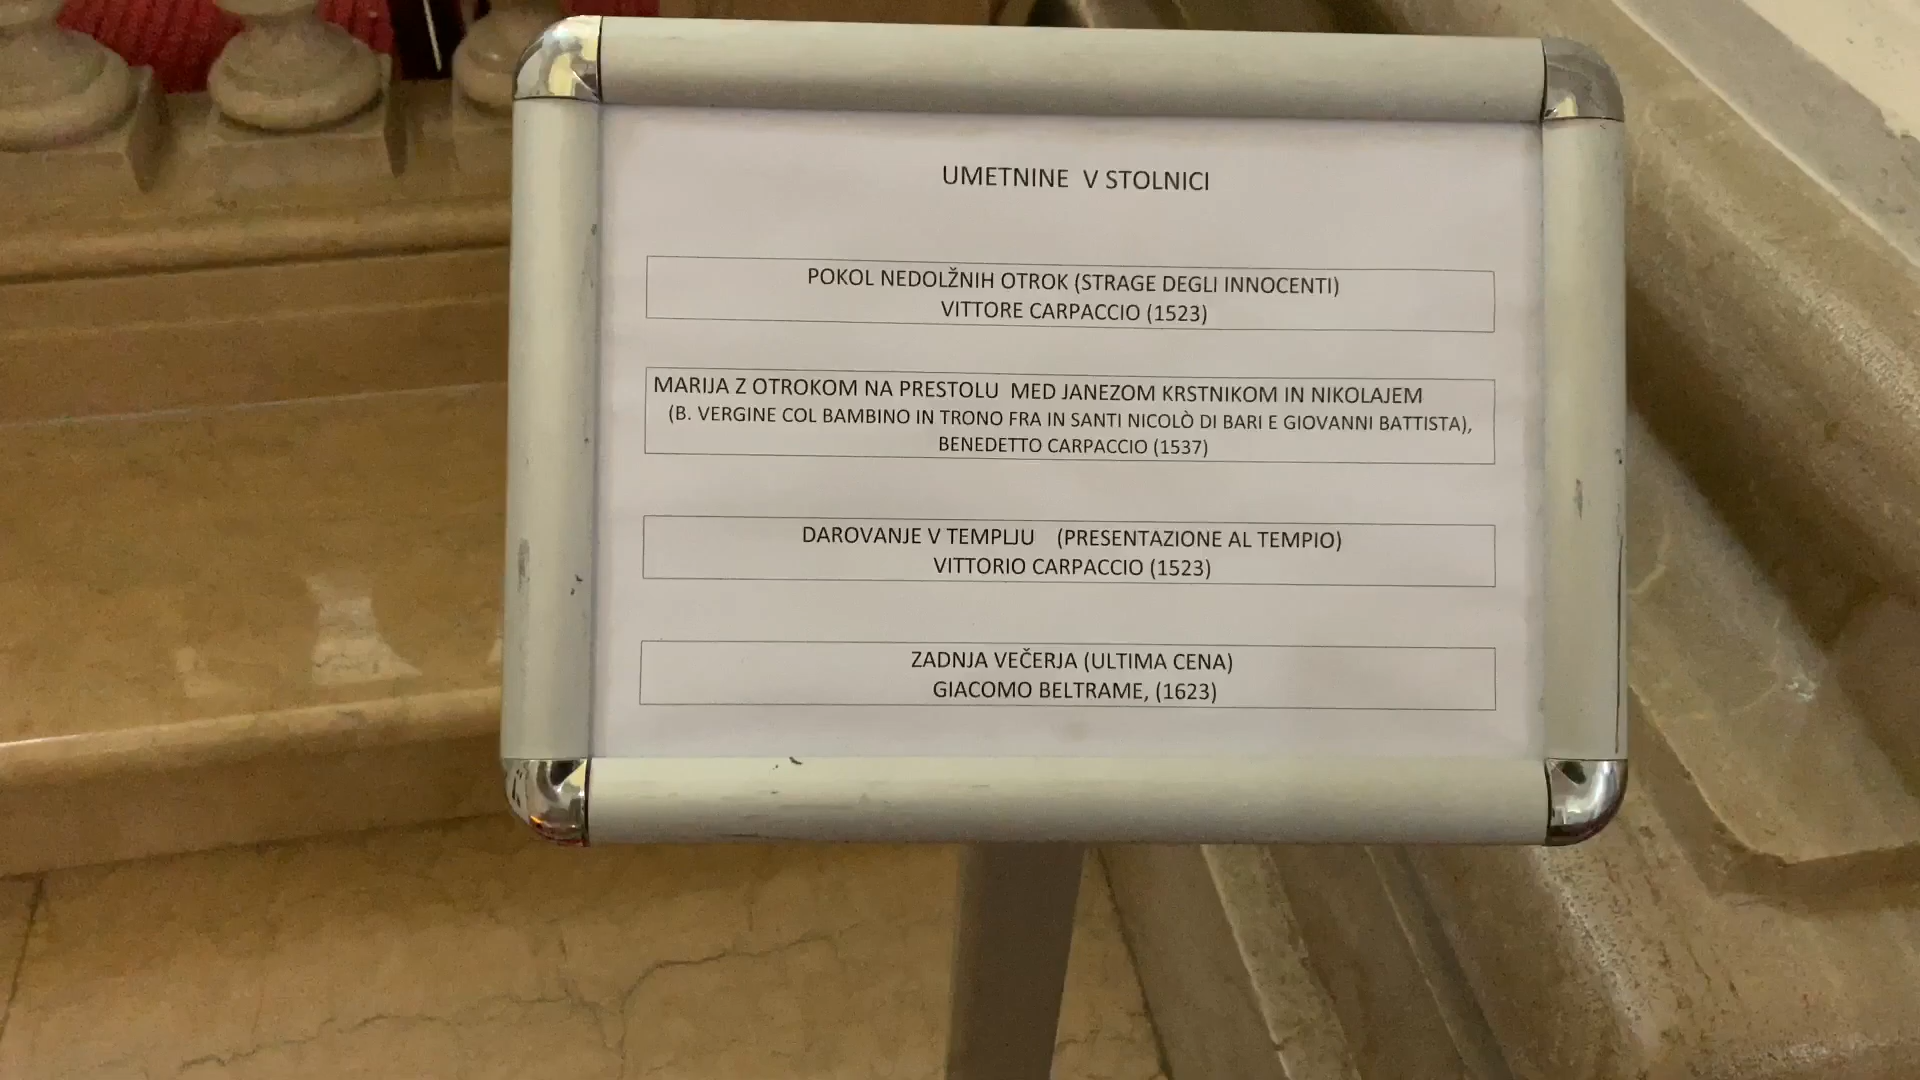 UMETNINE V STOLNICI
POKOL NEDOLŽNIH OTROK (STRAGE DEGLI INNOCENTI)
VITTORE CARPACCIO (1523)
MARIJA Z OTROKOM NA PRESTOLU MED JANEZOM KRSTNIKOM IN NIKOLAJEM
(B. VERGINE COL BAMBINO IN TRONO FRA IN SANTI NICOLÒ DI BARI E GIOVANNI BATTISTA),
BENEDETTO CARPACCIO (1537)
DAROVANJE V TEMPLJU (PRESENTAZIONE AL TEMPIO)
VITTORIO CARPACCIO (1523)
ZADNJA VEČERJA (ULTIMA CENA)
GIACOMO BELTRAME, (1623)